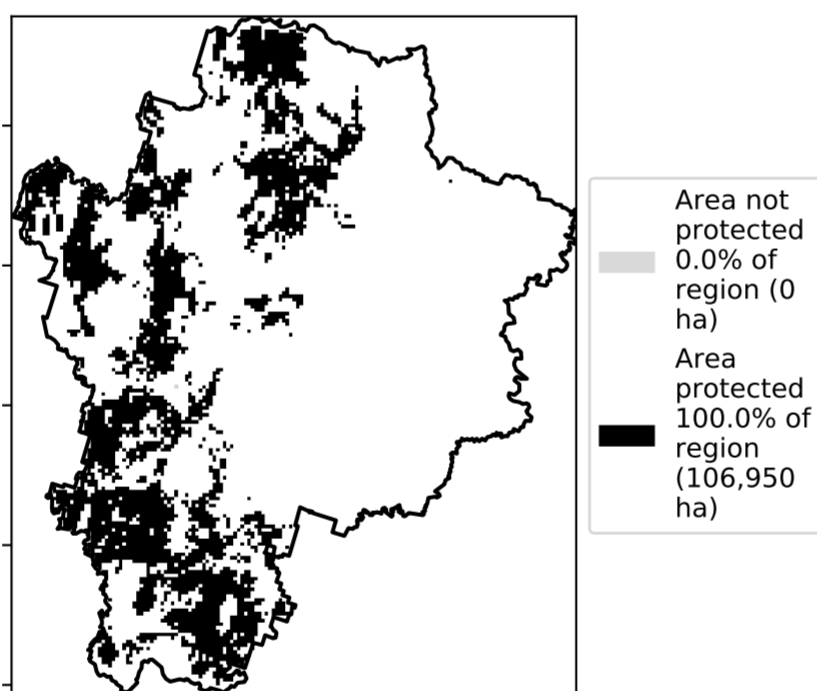 Area not
protected
0.0% of
region (0
ha)
Area
protected
100.0% of
region
(106,950
ha)